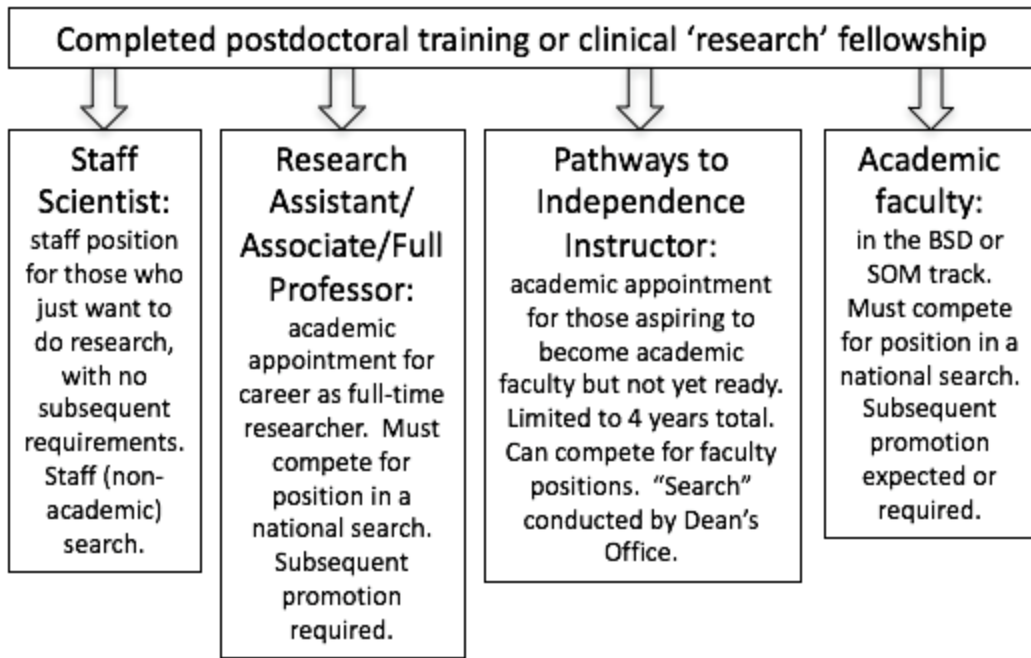 Completed postdoctoral training or clinical ‘research’ fellowship
Staff
Scientist:
staff position
for those who
just want to
do research,
with no
subsequent
requirements.
Staff (non-
academic)
search.
Research
Assistant/
Associate/Full
Professor:
academic
appointment for
career as full-time
researcher.  Must
compete for
position in a
national search.
Subsequent
promotion
required.
Pathways to
Independence
Instructor:
academic appointment
for those aspiring to
become academic
faculty but not yet ready.
Limited to 4 years total.
Can compete for faculty
positions.  “Search”
conducted by Dean’s
Office.
Academic
faculty:
in the BSD or
SOM track.
Must compete
for position in a
national search.
Subsequent
promotion
expected or
required.